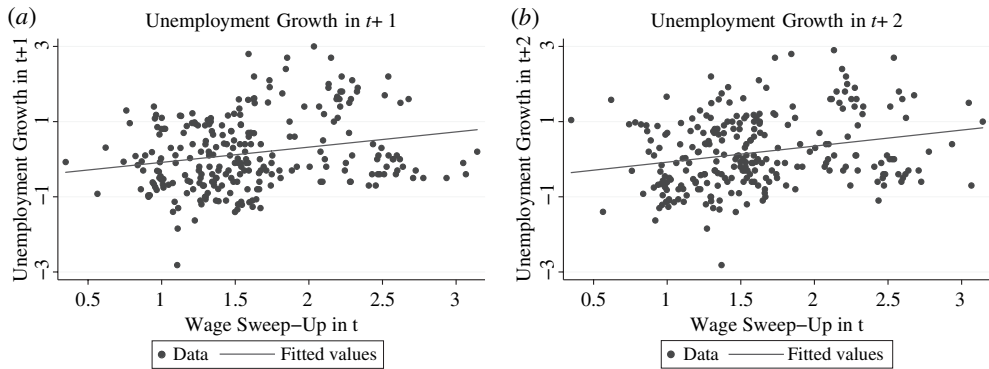 (a) Unemployment Growth in t+ 1
Unemployment Growth in t+1
3
1
−1
−3
0.5 1 1.5 2 2.5 3
Wage Sweep−Up in t
Data Fitted values
(b) Unemployment Growth in t+ 2
Unemployment Growth in t+2
3
1
−1
−3
0.5 1 1.5 2 2.5 3
Wage Sweep−Up in t
Data Fitted values